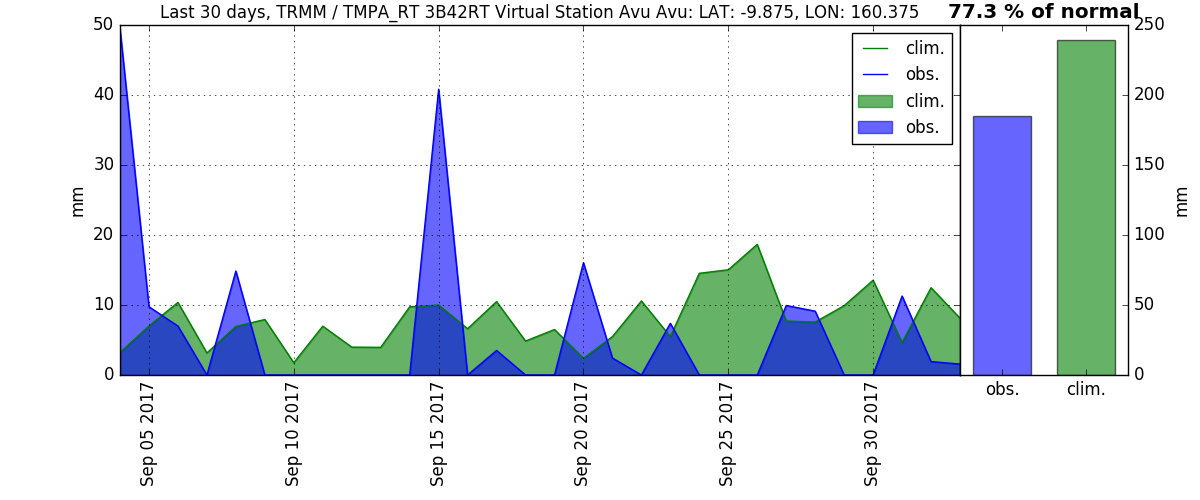 Last 30 days, TRMM / TMPA_RT 3B42RT Virtual Station Avu Avu: LAT: -9.875, LON: 160.375
77.3 % of normal
50
40
30
20
10
0
mm
clim.
obs.
clim.
obs.
250
200
150
100
50
0
mm
obs.
clim.
Sep 05 2017
Sep 10 2017
Sep 15 2017
Sep 20 2017
Sep 25 2017
Sep 30 2017